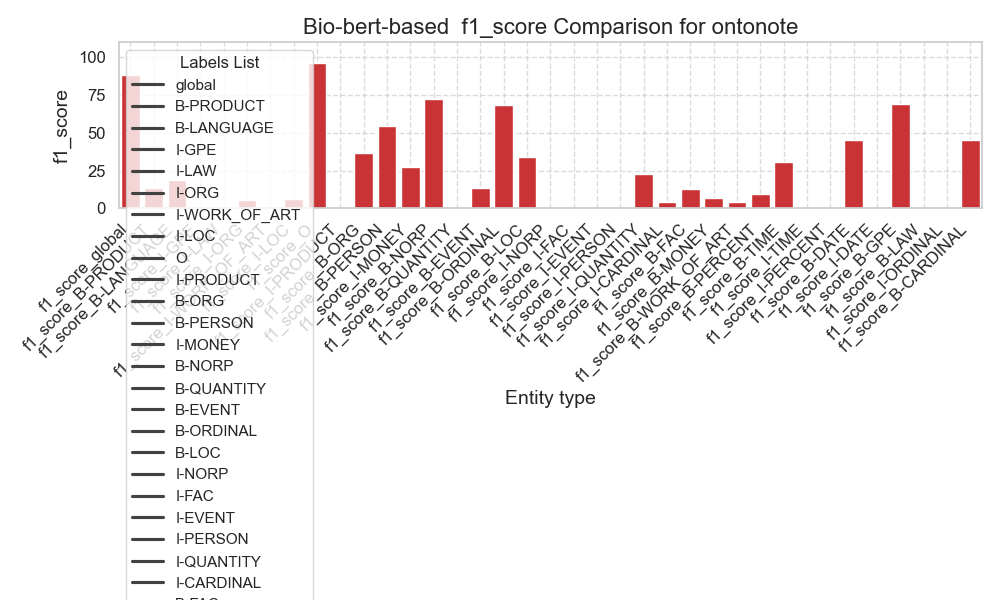 Bio-bert-based  f1_score Comparison for ontonote
f1_score
100
75
50
25
0
Labels List
global
B-PRODUCT
B-LANGUAGE
I-GPE
I-LAW
I-ORG
I-WORK_OF_ART
I-LOC
O
I-PRODUCT
B-ORG
B-PERSON
I-MONEY
B-NORP
B-QUANTITY
B-EVENT
B-ORDINAL
B-LOC
I-NORP
I-FAC
I-EVENT
I-PERSON
I-QUANTITY
I-CARDINAL
f1_score_global
f1_score_B-PRODUCT
f1_score_B-LANGUAGE
f1_score_B-ORG
f1_score_B-PERSON
f1_score_I-MONEY
f1_score_B-NORP
f1_score_B-QUANTITY
f1_score_B-EVENT
f1_score_B-ORDINAL
f1_score_B-LOC
f1_score_I-NORP
f1_score_I-FAC
f1_score_I-EVENT
f1_score_I-PERSON
f1_score_I-QUANTITY
f1_score_I-CARDINAL
f1_score_B-FAC
f1_score_B-MONEY
f1_score_B-WORK_OF_ART
f1_score_B-PERCENT
f1_score_B-TIME
f1_score_I-TIME
f1_score_I-PERCENT
f1_score_B-DATE
f1_score_I-DATE
f1_score_B-GPE
f1_score_B-LAW
f1_score_I-ORDINAL
f1_score_B-CARDINAL
Entity type